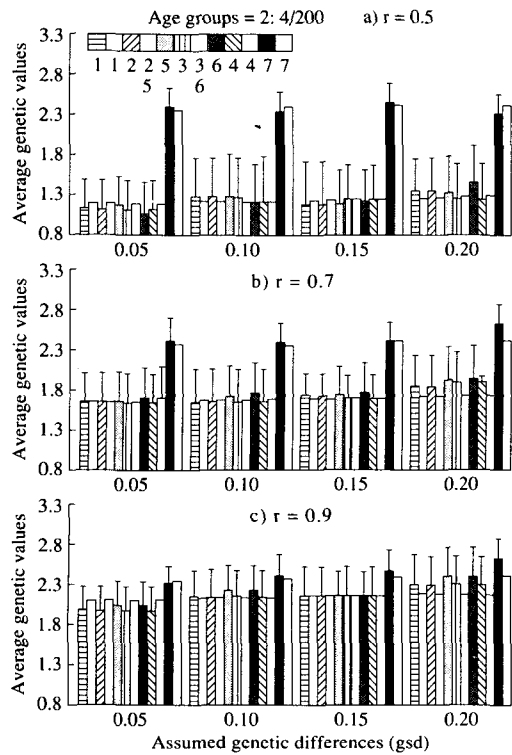 Age groups = 2: 4/200
a) r = 0.5
1 1 2 2 5 3 3 6 4 4 7 7
5 6
Average genetic values
3.3
2.8
2.3
1.8
1.3
0.8
0.05 0.10 0.15 0.20
b) r = 0.7
Average genetic values
3.3
2.8
2.3
1.8
1.3
0.8
0.05 0.10 0.15 0.20
c) r = 0.9
Average genetic values
3.3
2.8
2.3
1.8
1.3
0.8
0.05 0.10 0.15 0.20
Assumed genetic differences (gsd)